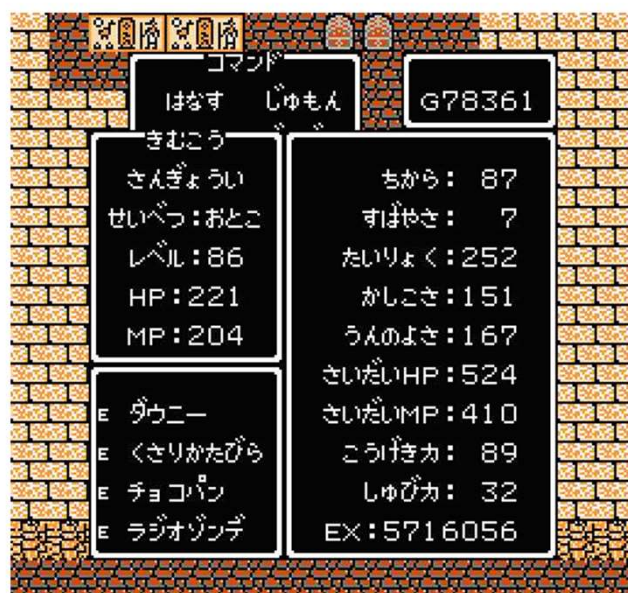 コマンド
はなす じゅもん
G78361
きむこう
さんぎょうい
せいべつ:おとこ
レベル:86
HP:221
MP:204
E ダウニー
E くさりかたびら
E チョコパン
E ラジオゾンデ
ちから: 87
すばやさ: 7
たいりょく:252
かしこさ:151
うんのよさ:167
さいだいHP:524
さいだいMP:410
こうげき力: 89
しゅび力: 32
EX:5716056